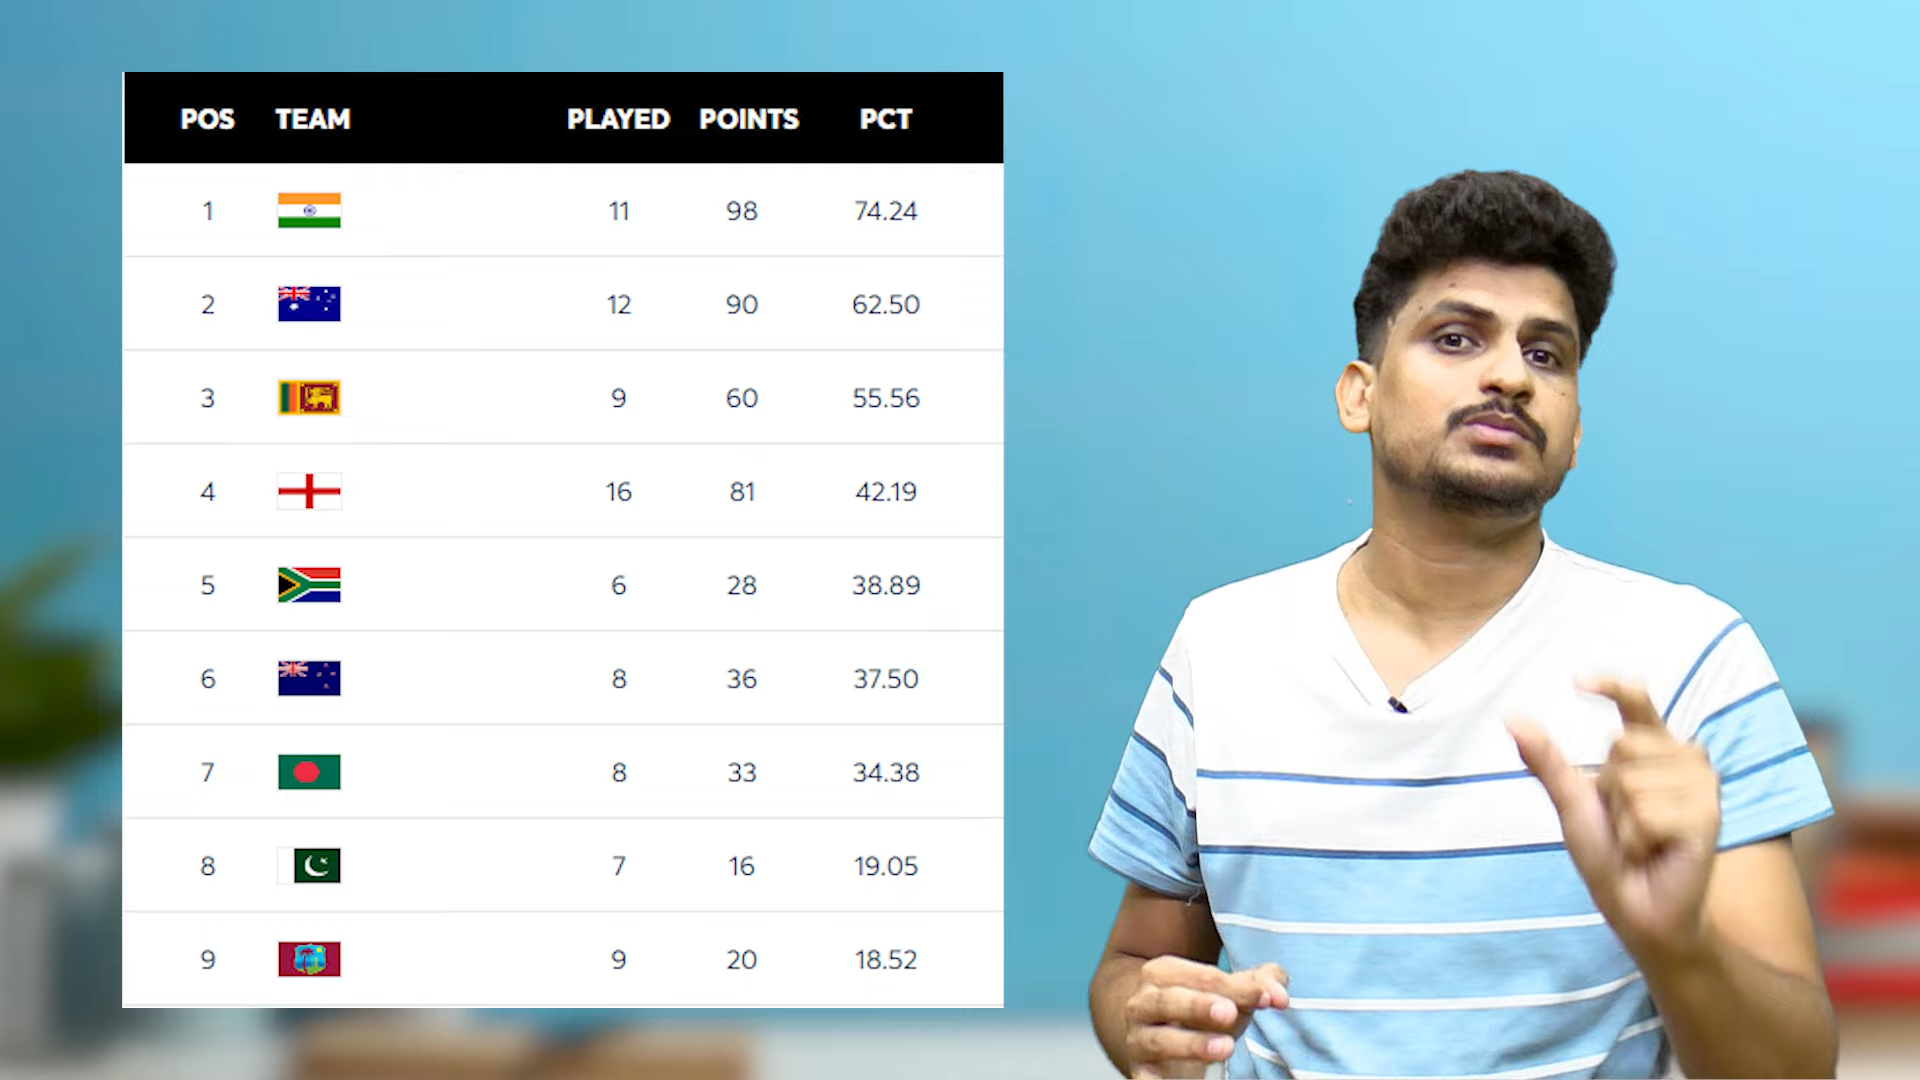 POS TEAM PLAYED POINTS PCT
1 11 98 74.24
2 12 90 62.50
3 9 60 55.56
4 16 81 42.19
5 6 28 38.89
6 8 36 37.50
7 8 33 34.38
8 7 16 19.05
9 9 20 18.52